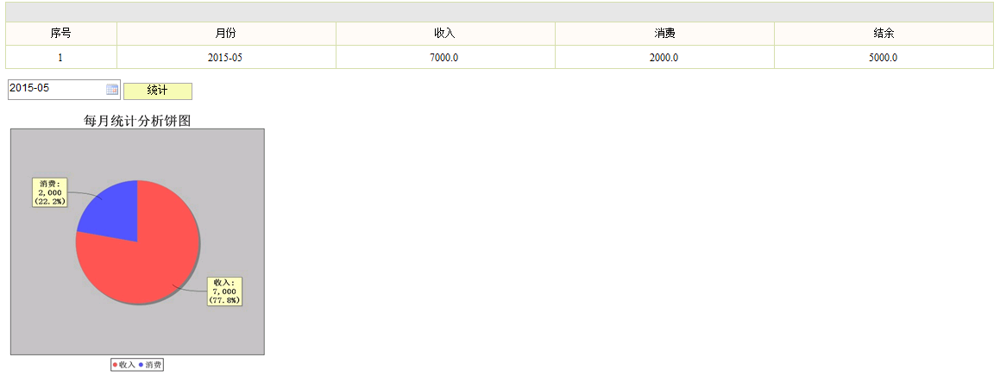 序号 月份 收入 消费 结余
1 2015-05 7000.0 2000.0 5000.0
2015-05 统计
每月统计分析饼图
消费:
2,000
(22.2%)
收入:
7,000
(77.8%)
收入 消费